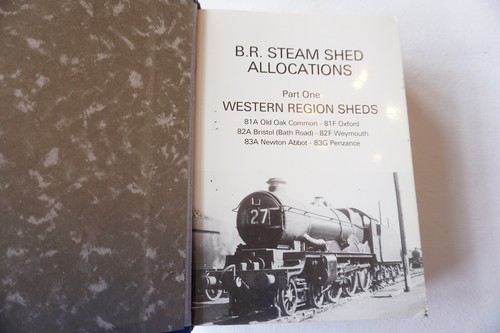 B.R. STEAM SHED
ALLOCATIONS
Part One
WESTERN REGION SHEDS
81A Old Oak Common - 81F Oxford
82A Bristol (Bath Road) - 82F Weymouth
83A Newton Abbot - 83G Penzance
27